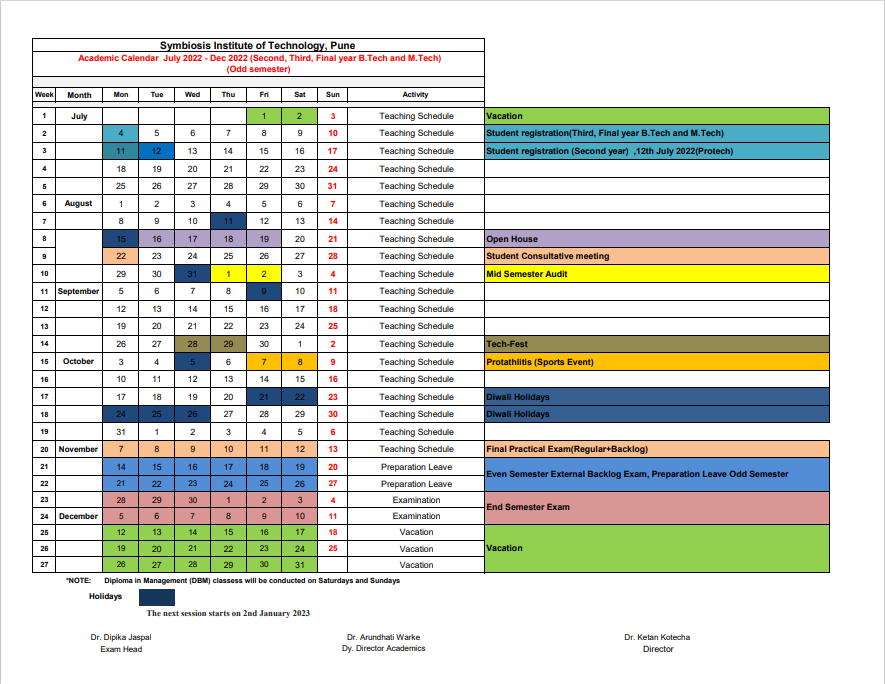 Symbiosis Institute of Technology, Pune
Academic Calendar July 2022 - Dec 2022 (Second, Third, Final year B.Tech and M.Tech)
(Odd semester)
Week Month Mon Tue Wed Thu Fri Sat Sun Activity
1 July 1 2 3 Teaching Schedule Vacation
2 4 5 6 7 8 9 10 Teaching Schedule Student registration(Third, Final year B.Tech and M.Tech)
3 11 12 13 14 15 16 17 Teaching Schedule Student registration (Second year) ,12th July 2022(Protech)
4 18 19 20 21 22 23 24 Teaching Schedule
5 25 26 27 28 29 30 31 Teaching Schedule
6 August 1 2 3 4 5 6 7 Teaching Schedule
7 8 9 10 11 12 13 14 Teaching Schedule
8 15 16 17 18 19 20 21 Teaching Schedule Open House
9 22 23 24 25 26 27 28 Teaching Schedule Student Consultative meeting
10 29 30 31 1 2 3 4 Teaching Schedule Mid Semester Audit
11 September 5 6 7 8 9 10 11 Teaching Schedule
12 12 13 14 15 16 17 18 Teaching Schedule
13 19 20 21 22 23 24 25 Teaching Schedule
14 26 27 28 29 30 1 2 Teaching Schedule Tech-Fest
15 October 3 4 5 6 7 8 9 Teaching Schedule Protathlitis (Sports Event)
16 10 11 12 13 14 15 16 Teaching Schedule
17 17 18 19 20 21 22 23 Teaching Schedule Diwali Holidays
18 24 25 26 27 28 29 30 Teaching Schedule Diwali Holidays
19 31 1 2 3 4 5 6 Teaching Schedule
20 November 7 8 9 10 11 12 13 Teaching Schedule Final Practical Exam(Regular+Backlog)
21 14 15 16 17 18 19 20 Preparation Leave Even Semester External Backlog Exam, Preparation Leave Odd Semester
22 21 22 23 24 25 26 27 Preparation Leave
23 28 29 30 1 2 3 4 Examination End Semester Exam
24 December 5 6 7 8 9 10 11 Examination
25 12 13 14 15 16 17 18 Vacation
26 19 20 21 22 23 24 25 Vacation Vacation
27 26 27 28 29 30 31 Vacation
*NOTE: Diploma in Management (DBM) classess will be conducted on Saturdays and Sundays
Holidays
The next session starts on 2nd January 2023
Dr. Dipika Jaspal Dr. Arundhati Warke Dr. Ketan Kotecha
Exam Head Dy. Director Academics Director